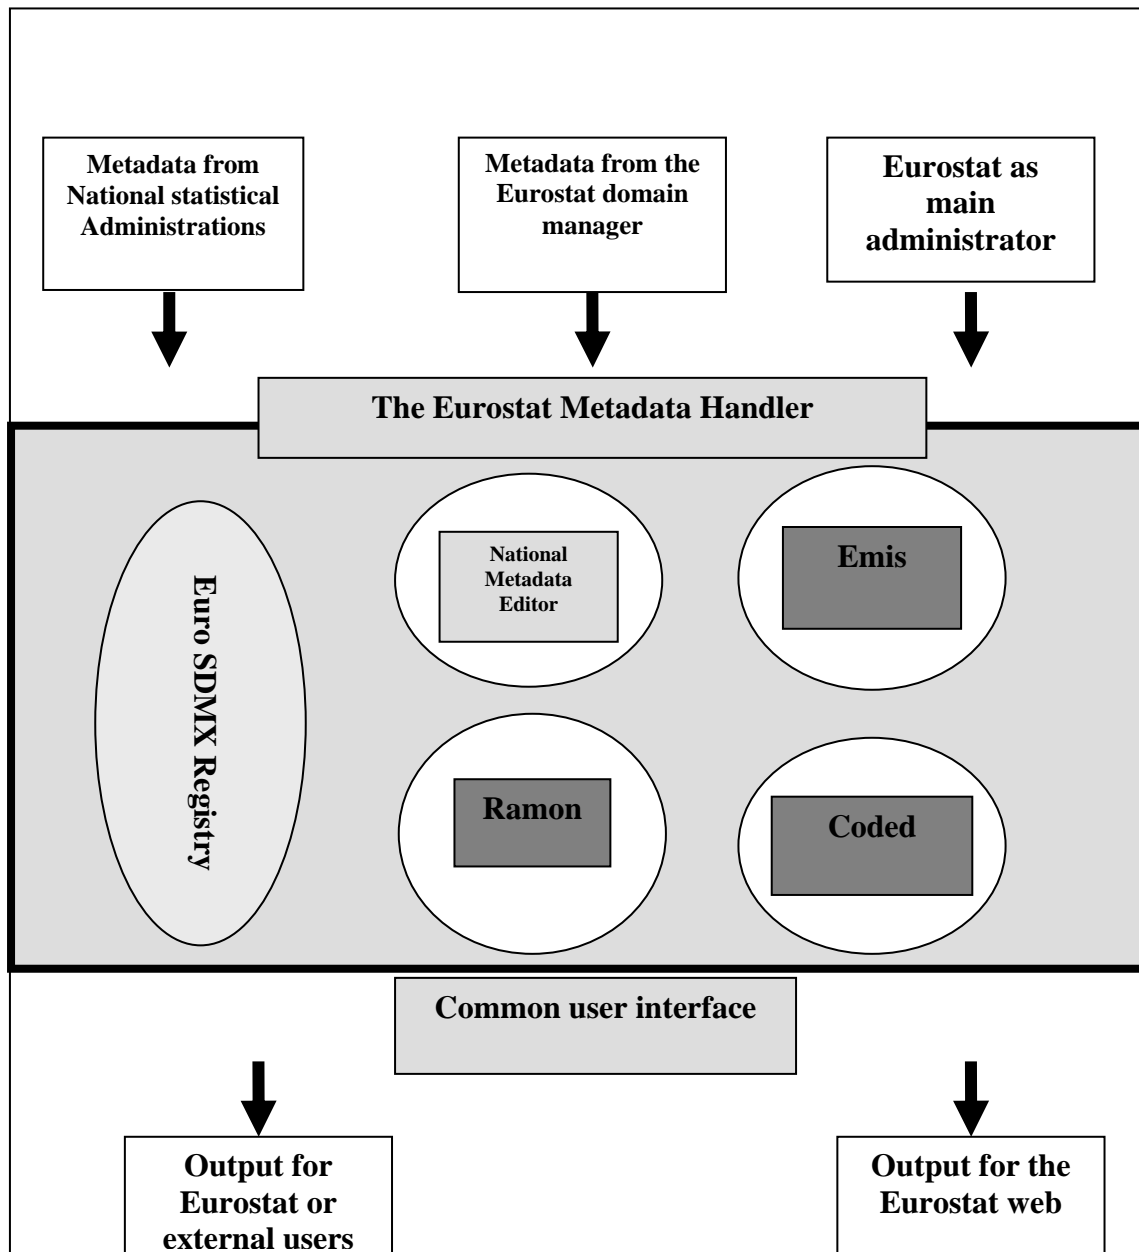 Metadata from
National statistical
Administrations
Metadata from the
Eurostat domain
manager
Eurostat as
main
administrator
The Eurostat Metadata Handler
Euro SDMX Registry
National
Metadata
Editor
Emis
Ramon
Coded
Common user interface
Output for
Eurostat or
external users
Output for the
Eurostat web